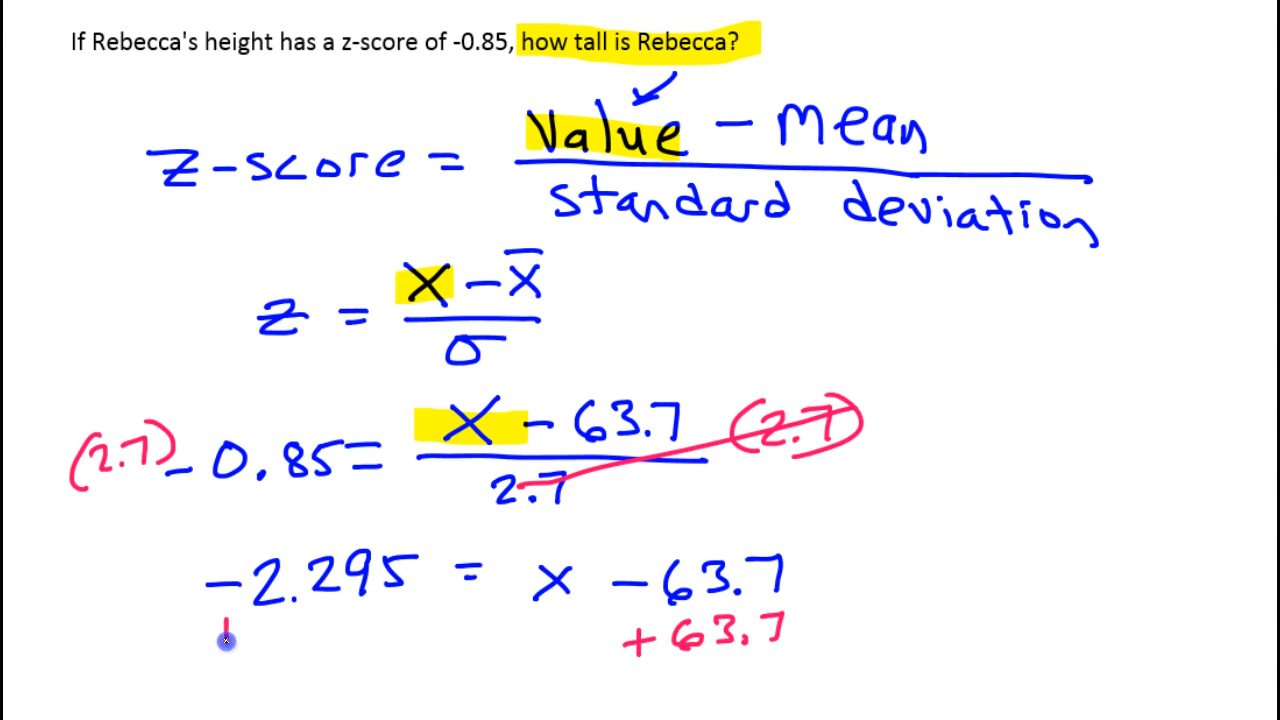 If Rebecca's height has a z-score of -0.85, how tall is Rebecca?
z-score = Value - mean
standard deviation
z = x - x̄
σ
(2.7) - 0.85 = x - 63.7 (2.7)
2.7
-2.295 = x - 63.7
+ 63.7